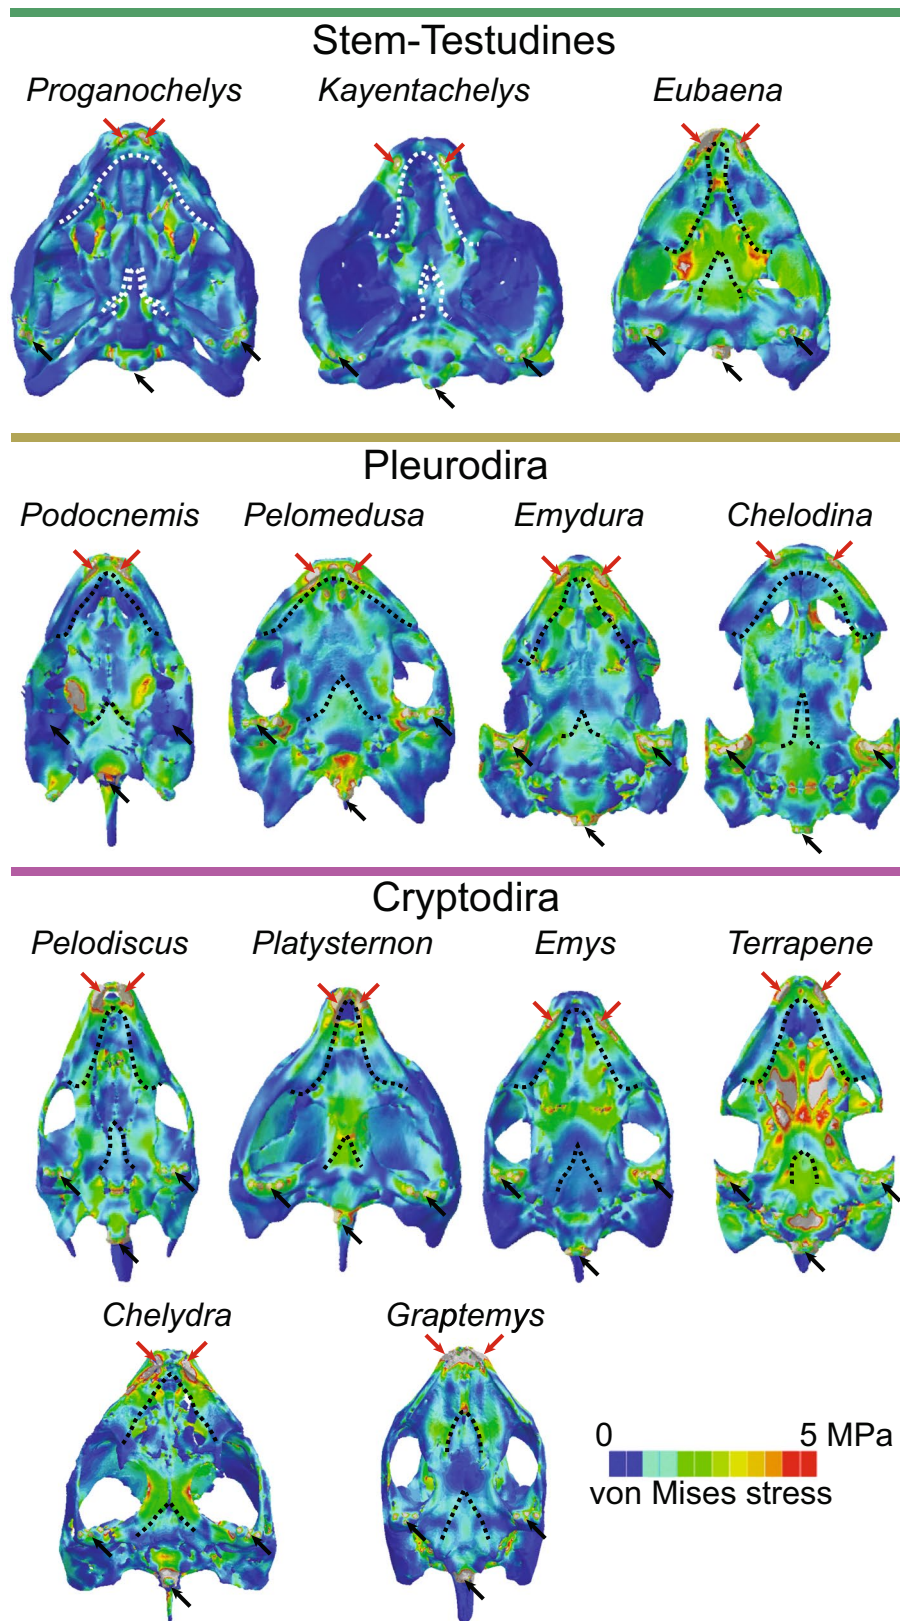 Stem-Testudines
Proganochelys Kayentachelys Eubaena
Pleurodira
Podocnemis Pelomedusa Emydura Chelodina
Cryptodira
Pelodiscus Platysternon Emys Terrapene
Chelydra Graptemys
0 5 MPa
von Mises stress